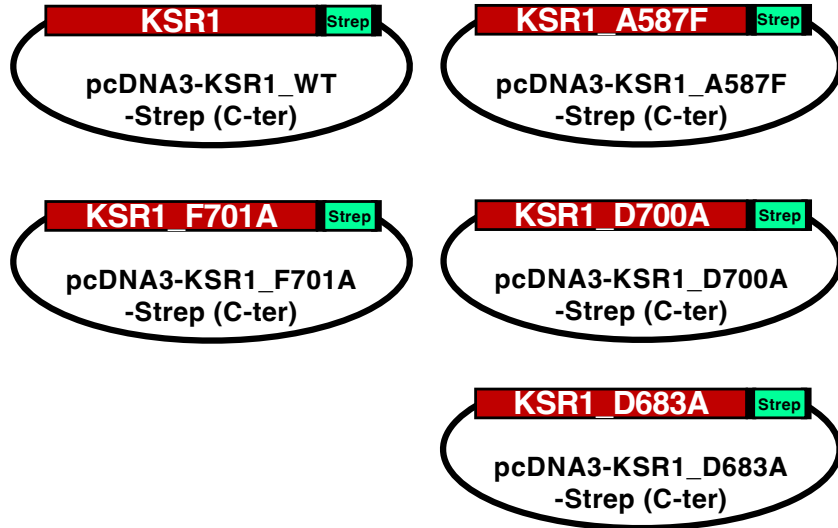 KSR1 Strep
pcDNA3-KSR1_WT
-Strep (C-ter)
KSR1_A587F Strep
pcDNA3-KSR1_A587F
-Strep (C-ter)
KSR1_F701A Strep
pcDNA3-KSR1_F701A
-Strep (C-ter)
KSR1_D700A Strep
pcDNA3-KSR1_D700A
-Strep (C-ter)
KSR1_D683A Strep
pcDNA3-KSR1_D683A
-Strep (C-ter)